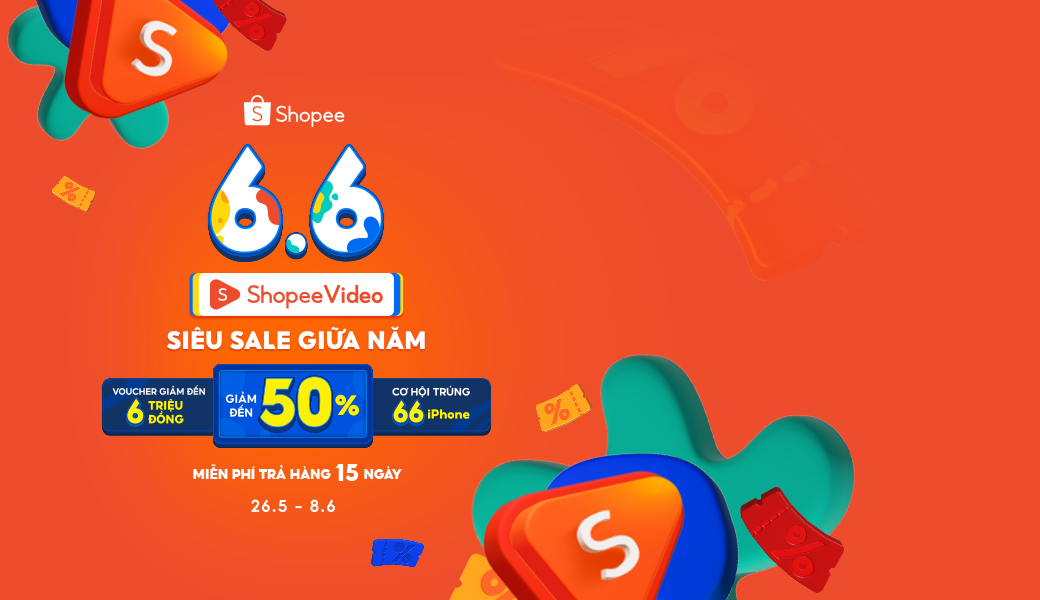 S
Shopee
6.6
ShopeeVideo
SIÊU SALE GIỮA NĂM
VOUCHER GIẢM ĐẾN
6 TRIỆU ĐỒNG
GIẢM ĐẾN 50%
CƠ HỘI TRÚNG
66 iPhone
MIỄN PHÍ TRẢ HÀNG 15 NGÀY
26.5 - 8.6
%
%
%
S
%